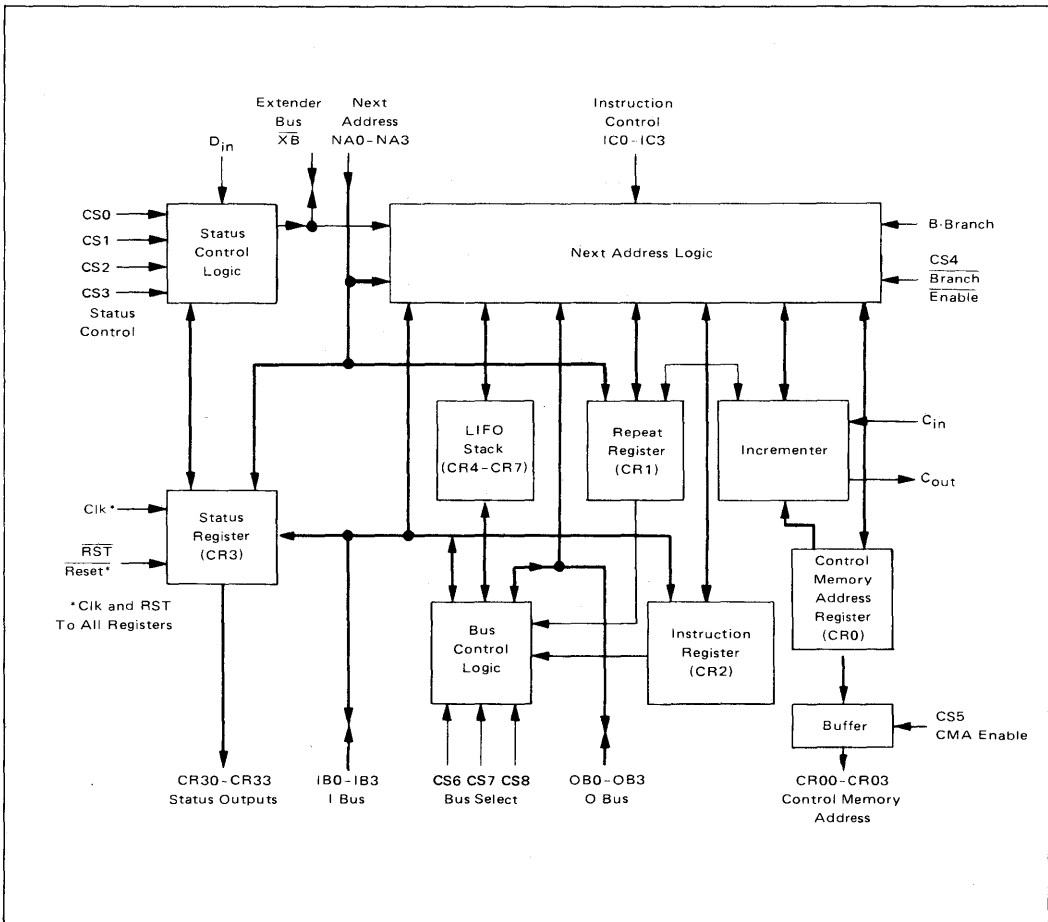 Extender
Bus
XB
Next
Address
NA0-NA3
Instruction
Control
IC0-IC3
Din
CS0
CS1
CS2
CS3
Status
Control
Status
Control
Logic
Next Address Logic
B-Branch
CS4
Branch
Enable
LIFO
Stack
(CR4-CR7)
Repeat
Register
(CR1)
Incrementer
Cin
Cout
Clk*
RST
Reset*
*Clk and RST
To All Registers
Status
Register
(CR3)
Bus
Control
Logic
Instruction
Register
(CR2)
Control
Memory
Address
Register
(CR0)
Buffer
CS5
CMA Enable
CR30-CR33
Status Outputs
IB0-IB3
I Bus
CS6 CS7 CS8
Bus Select
OB0-OB3
O Bus
CR00-CR03
Control Memory
Address